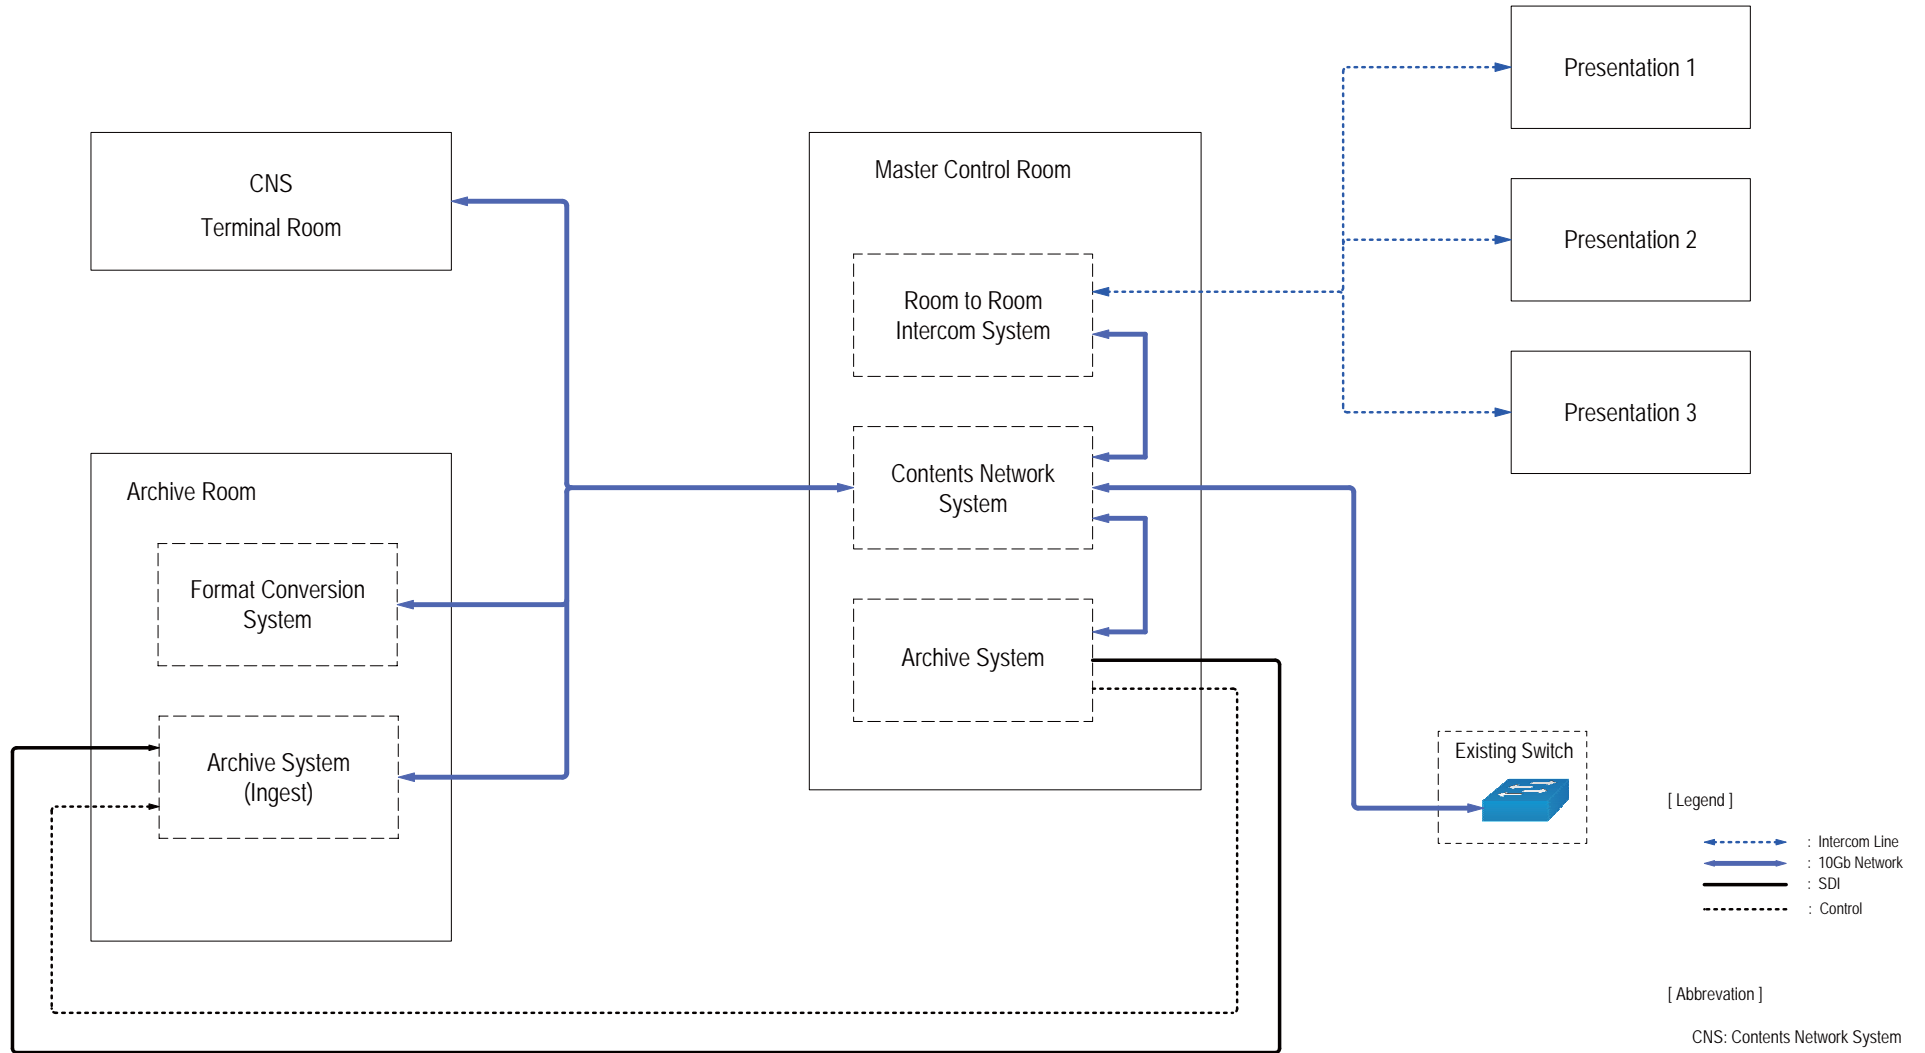 Presentation 1
CNS
Terminal Room
Master Control Room
Presentation 2
Room to Room
Intercom System
Presentation 3
Contents Network
System
Archive Room
Format Conversion
System
Archive System
Archive System
(Ingest)
Existing Switch
[ Legend ]
: Intercom Line
: 10Gb Network
: SDI
: Control
[ Abbrevation ]
CNS: Contents Network System